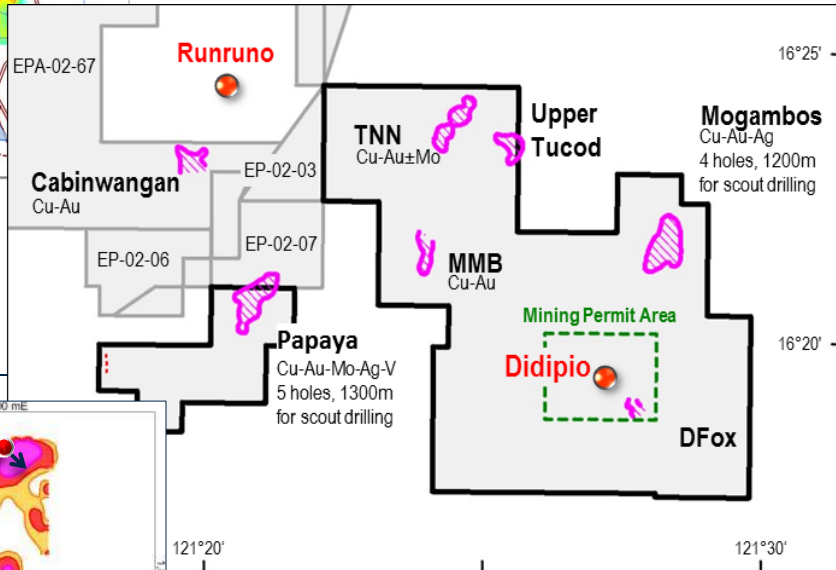 EPA-02-67
Runruno
16°25'
TNN
Cu-Au±Mo
Upper
Tucod
Mogambos
Cu-Au-Ag
4 holes, 1200m
for scout drilling
Cabinwangan
Cu-Au
EP-02-03
EP-02-06
EP-02-07
MMB
Cu-Au
Mining Permit Area
Papaya
Cu-Au-Mo-Ag-V
5 holes, 1300m
for scout drilling
Didipio
16°20'
DFox
0 mE
121°20'
121°30'